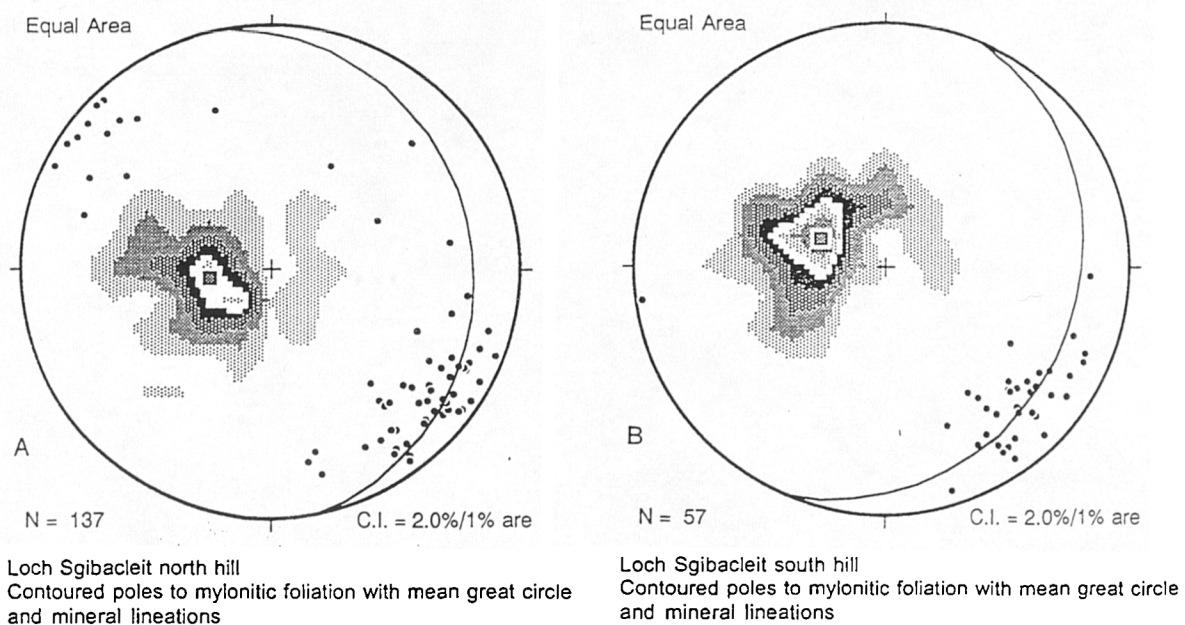 Equal Area
A
N = 137
C.I. = 2.0%/1% are
Loch Sgibacleit north hill
Contoured poles to mylonitic foliation with mean great circle
and mineral lineations
Equal Area
B
N = 57
C.I. = 2.0%/1% are
Loch Sgibacleit south hill
Contoured poles to mylonitic foliation with mean great circle
and mineral lineations